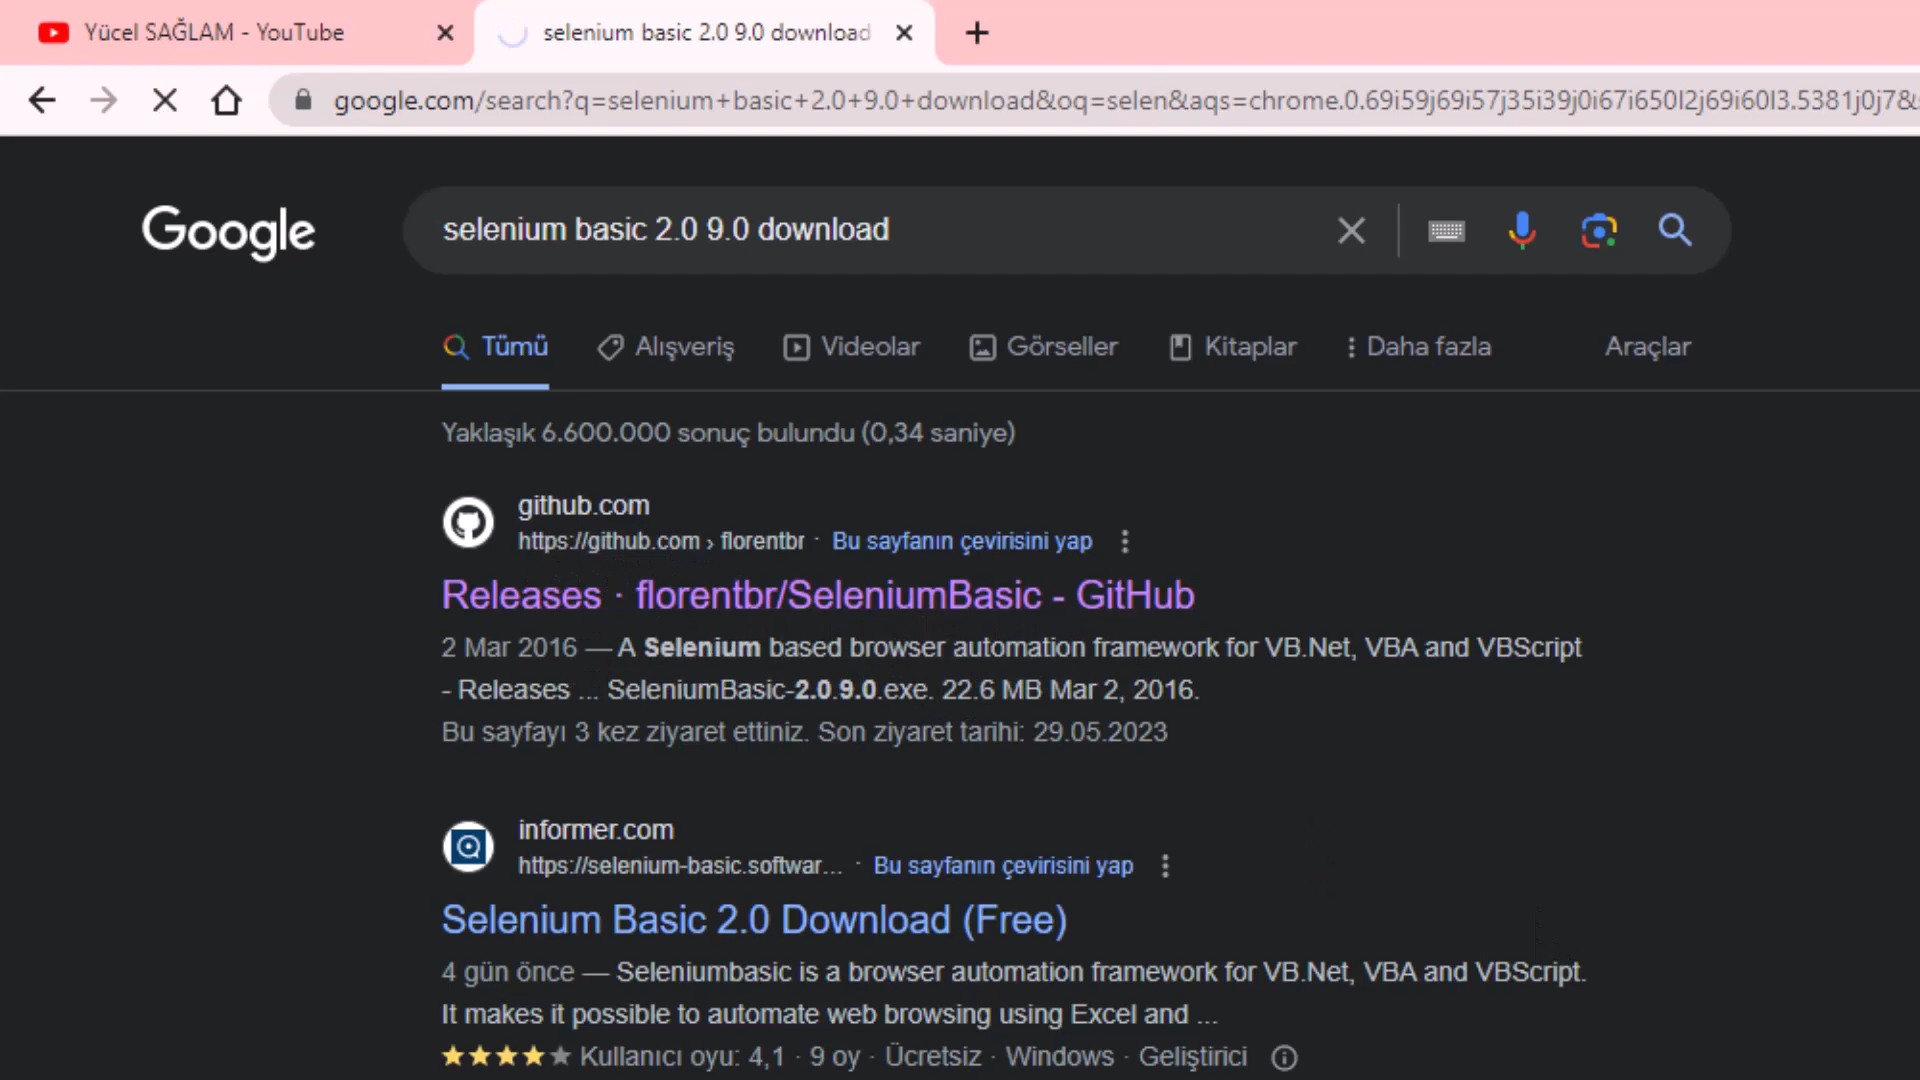 Yücel SAĞLAM - YouTube
selenium basic 2.0 9.0 download
google.com/search?q=selenium+basic+2.0+9.0+download&oq=selen&aqs=chrome.0.69i59j69i57j35i39j0i67i650l2j69i60l3.5381j0j7&
Google
selenium basic 2.0 9.0 download
Tümü
Alışveriş
Videolar
Görseller
Kitaplar
Daha fazla
Araçlar
Yaklaşık 6.600.000 sonuç bulundu (0,34 saniye)
github.com
https://github.com › florentbr · Bu sayfanın çevirisini yap
Releases · florentbr/SeleniumBasic - GitHub
2 Mar 2016 — A Selenium based browser automation framework for VB.Net, VBA and VBScript
- Releases ... SeleniumBasic-2.0.9.0.exe. 22.6 MB Mar 2, 2016.
Bu sayfayı 3 kez ziyaret ettiniz. Son ziyaret tarihi: 29.05.2023
informer.com
https://selenium-basic.softwar... · Bu sayfanın çevirisini yap
Selenium Basic 2.0 Download (Free)
4 gün önce — Seleniumbasic is a browser automation framework for VB.Net, VBA and VBScript.
It makes it possible to automate web browsing using Excel and ...
Kullanıcı oyu: 4,1 · 9 oy · Ücretsiz · Windows · Geliştirici